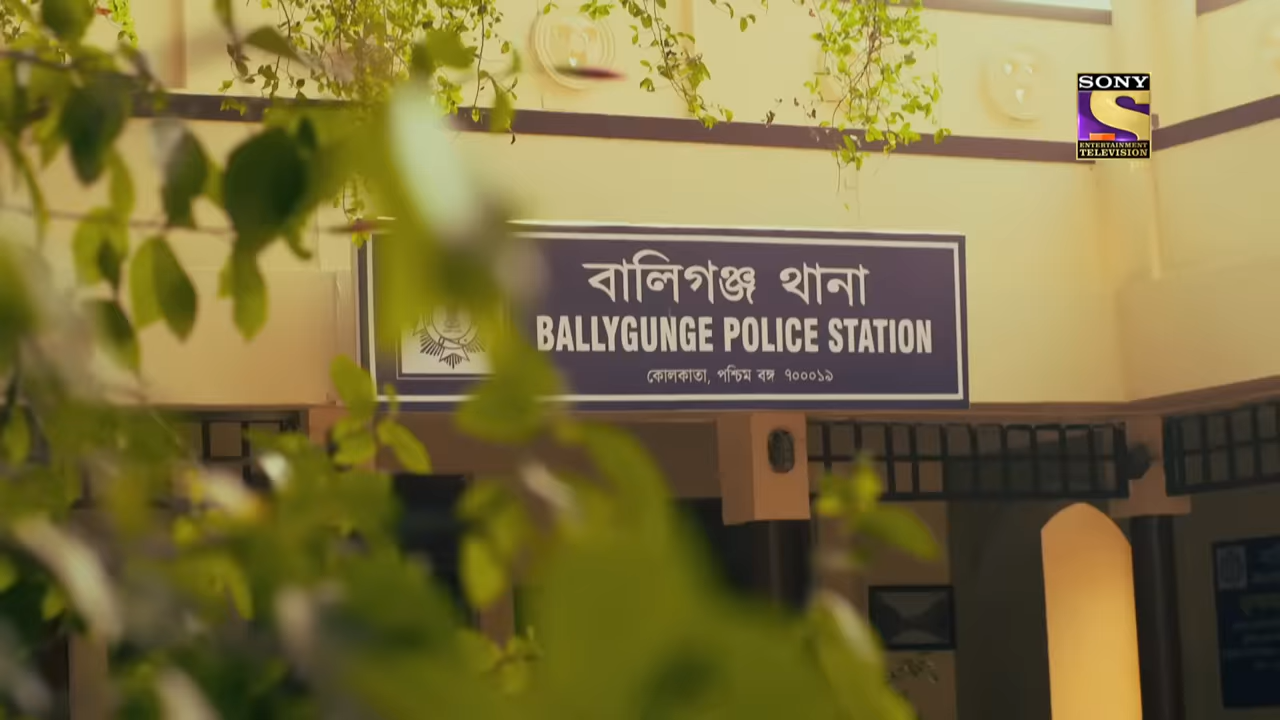 SONY
ENTERTAINMENT
TELEVISION
বালিগঞ্জ থানা
BALLYGUNGE POLICE STATION
কোলকাতা, পশ্চিম বঙ্গ ৭০০০১৯